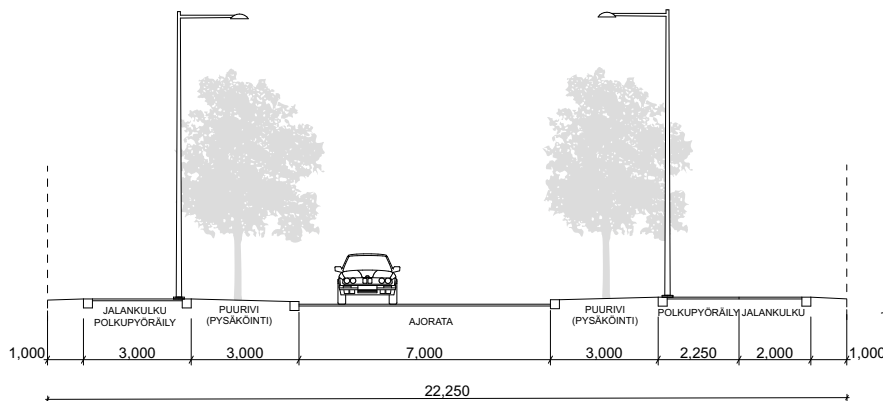 JALANKULKU
POLKUPYÖRÄILY
PUURIVI
(PYSÄKÖINTI)
AJORATA
PUURIVI
(PYSÄKÖINTI)
POLKUPYÖRÄILY
JALANKULKU
1,000
3,000
3,000
7,000
3,000
2,250
2,000
1,000
22,250